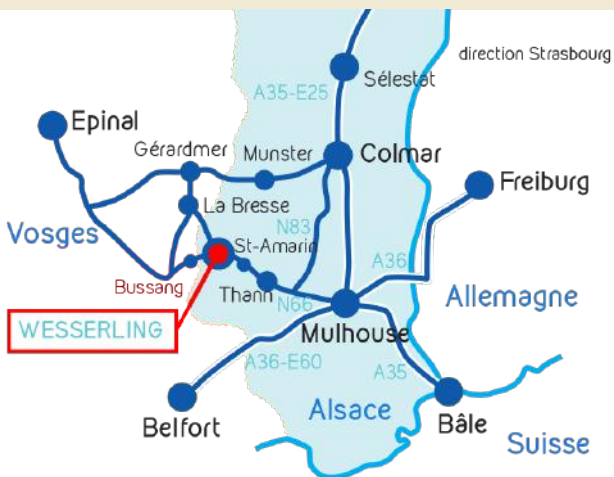 direction Strasbourg
Sélestat
A35-E25
Epinal
Gérardmer
Munster
Colmar
Freiburg
La Bresse
N83
Vosges
St-Amarin
A36
Bussang
Thann
N66
Allemagne
WESSERLING
Mulhouse
A36-E60
A35
Belfort
Alsace
Bâle
Suisse